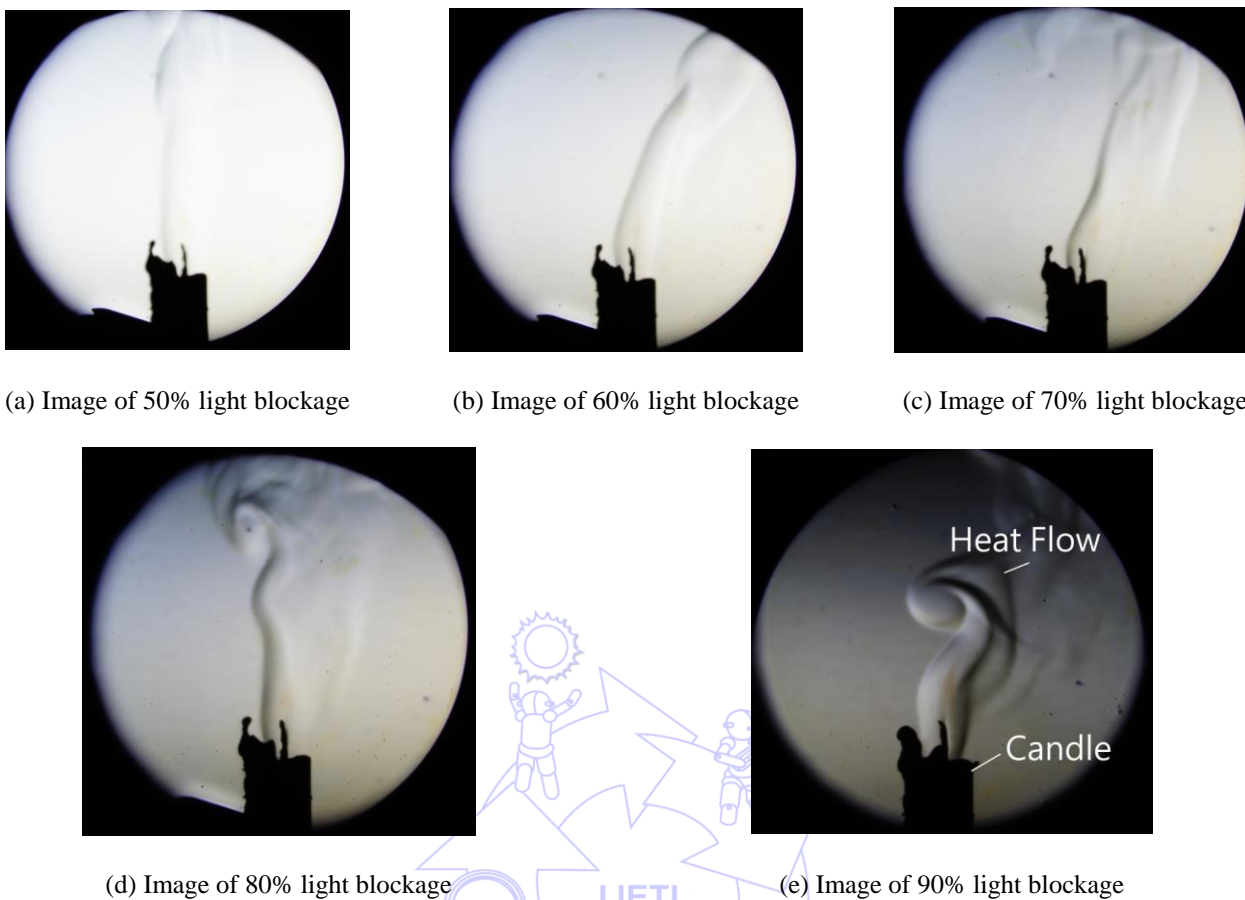 (a) Image of 50% light blockage
(b) Image of 60% light blockage
(c) Image of 70% light blockage
Heat Flow
Candle
(d) Image of 80% light blockage
(e) Image of 90% light blockage